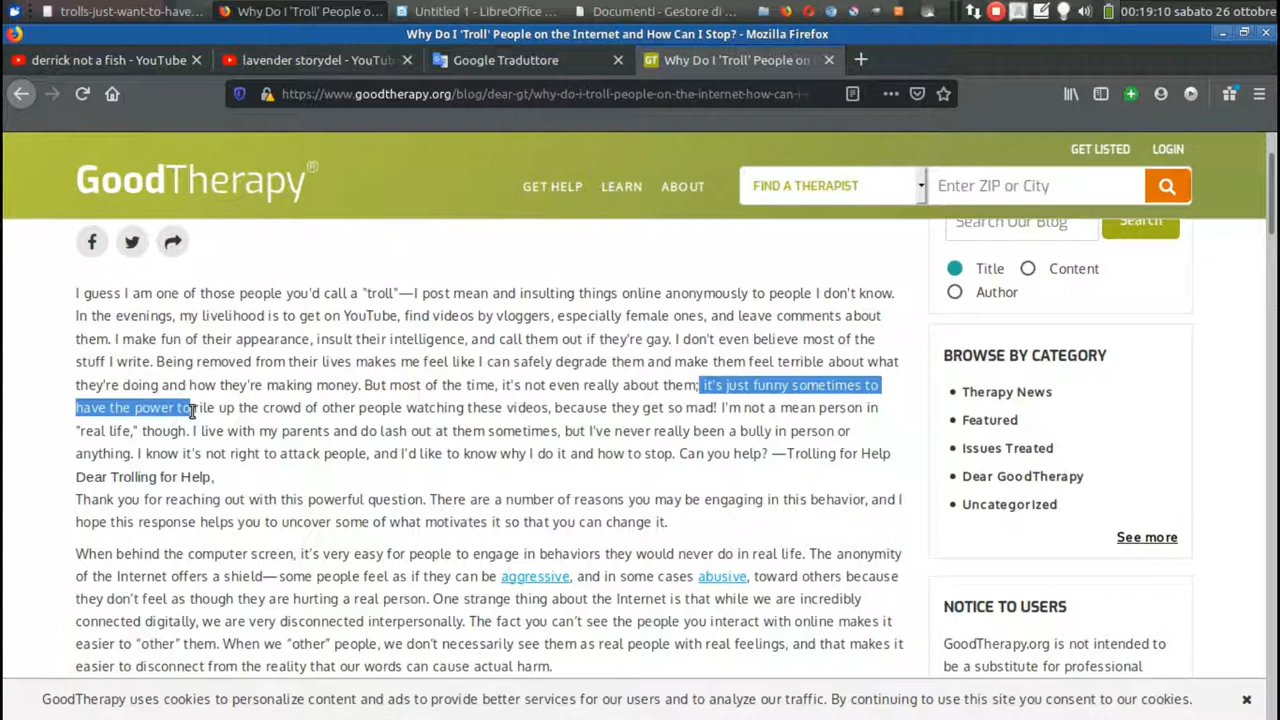 trolls-just-want-to-have...
Why Do I 'Troll' People o...
Untitled 1 - LibreOffice ...
Documenti - Gestore di ...
00:19:10 sabato 26 ottobre
Why Do I 'Troll' People on the Internet and How Can I Stop? - Mozilla Firefox
derrick not a fish - YouTube
lavender storydel - YouTu
Google Traduttore
GT Why Do I 'Troll' People on
https://www.goodtherapy.org/blog/dear-gt/why-do-i-troll-people-on-the-internet-how-can-i-
GET LISTED LOGIN
GoodTherapy®
GET HELP LEARN ABOUT
FIND A THERAPIST
Enter ZIP or City
Search Our Blog
Search
Title
Content
Author
I guess I am one of those people you'd call a "troll"—I post mean and insulting things online anonymously to people I don't know.
In the evenings, my livelihood is to get on YouTube, find videos by vloggers, especially female ones, and leave comments about
them. I make fun of their appearance, insult their intelligence, and call them out if they're gay. I don't even believe most of the
stuff I write. Being removed from their lives makes me feel like I can safely degrade them and make them feel terrible about what
they're doing and how they're making money. But most of the time, it's not even really about them; it's just funny sometimes to
have the power to rile up the crowd of other people watching these videos, because they get so mad! I'm not a mean person in
"real life," though. I live with my parents and do lash out at them sometimes, but I've never really been a bully in person or
anything. I know it's not right to attack people, and I'd like to know why I do it and how to stop. Can you help? —Trolling for Help
Dear Trolling for Help,
Thank you for reaching out with this powerful question. There are a number of reasons you may be engaging in this behavior, and I
hope this response helps you to uncover some of what motivates it so that you can change it.
When behind the computer screen, it's very easy for people to engage in behaviors they would never do in real life. The anonymity
of the Internet offers a shield—some people feel as if they can be aggressive, and in some cases abusive, toward others because
they don't feel as though they are hurting a real person. One strange thing about the Internet is that while we are incredibly
connected digitally, we are very disconnected interpersonally. The fact you can't see the people you interact with online makes it
easier to “other” them. When we “other” people, we don't necessarily see them as real people with real feelings, and that makes it
easier to disconnect from the reality that our words can cause actual harm.
BROWSE BY CATEGORY
Therapy News
Featured
Issues Treated
Dear GoodTherapy
Uncategorized
See more
NOTICE TO USERS
GoodTherapy.org is not intended to
be a substitute for professional
GoodTherapy uses cookies to personalize content and ads to provide better services for our users and to analyze our traffic. By continuing to use this site you consent to our cookies.